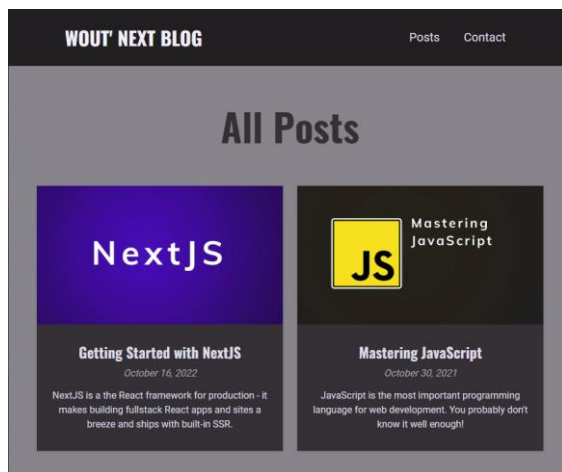 WOUT' NEXT BLOG
Posts Contact
All Posts
NextJS
Getting Started with NextJS
October 16, 2022
NextJS is a the React framework for production - it
makes building fullstack React apps and sites a
breeze and ships with built-in SSR.
Mastering
JavaScript
JS
Mastering JavaScript
October 30, 2021
JavaScript is the most important programming
language for web development. You probably don't
know it well enough!